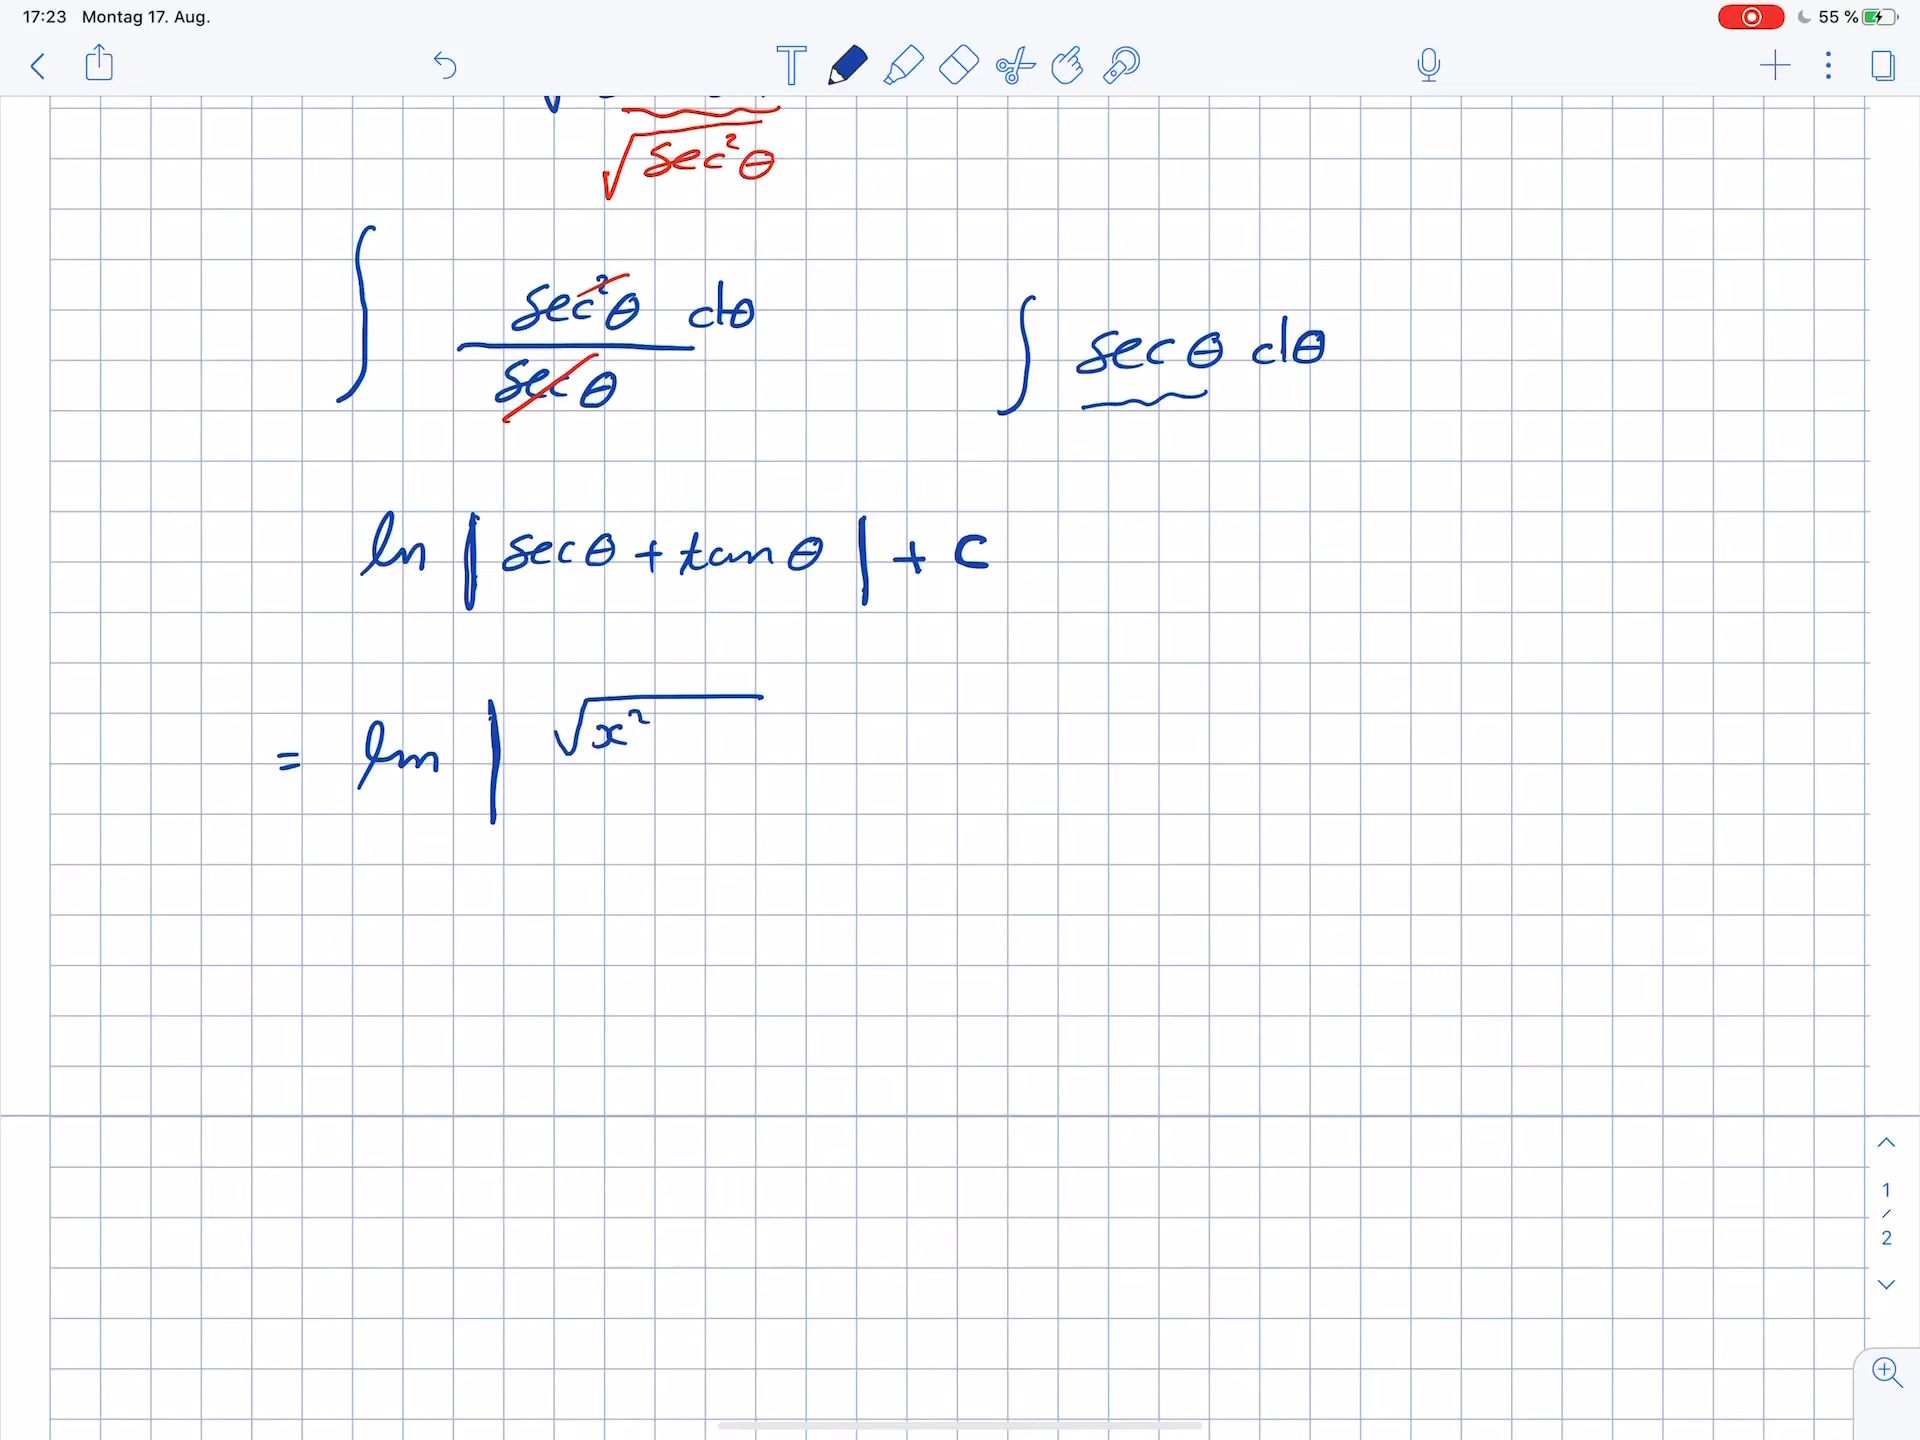 17:23 Montag 17. Aug. 55 %
√sec²θ
∫ sec²θ dθ / secθ ∫ secθ dθ
ln | secθ + tanθ | + c
= ln | √x²
1
/
2